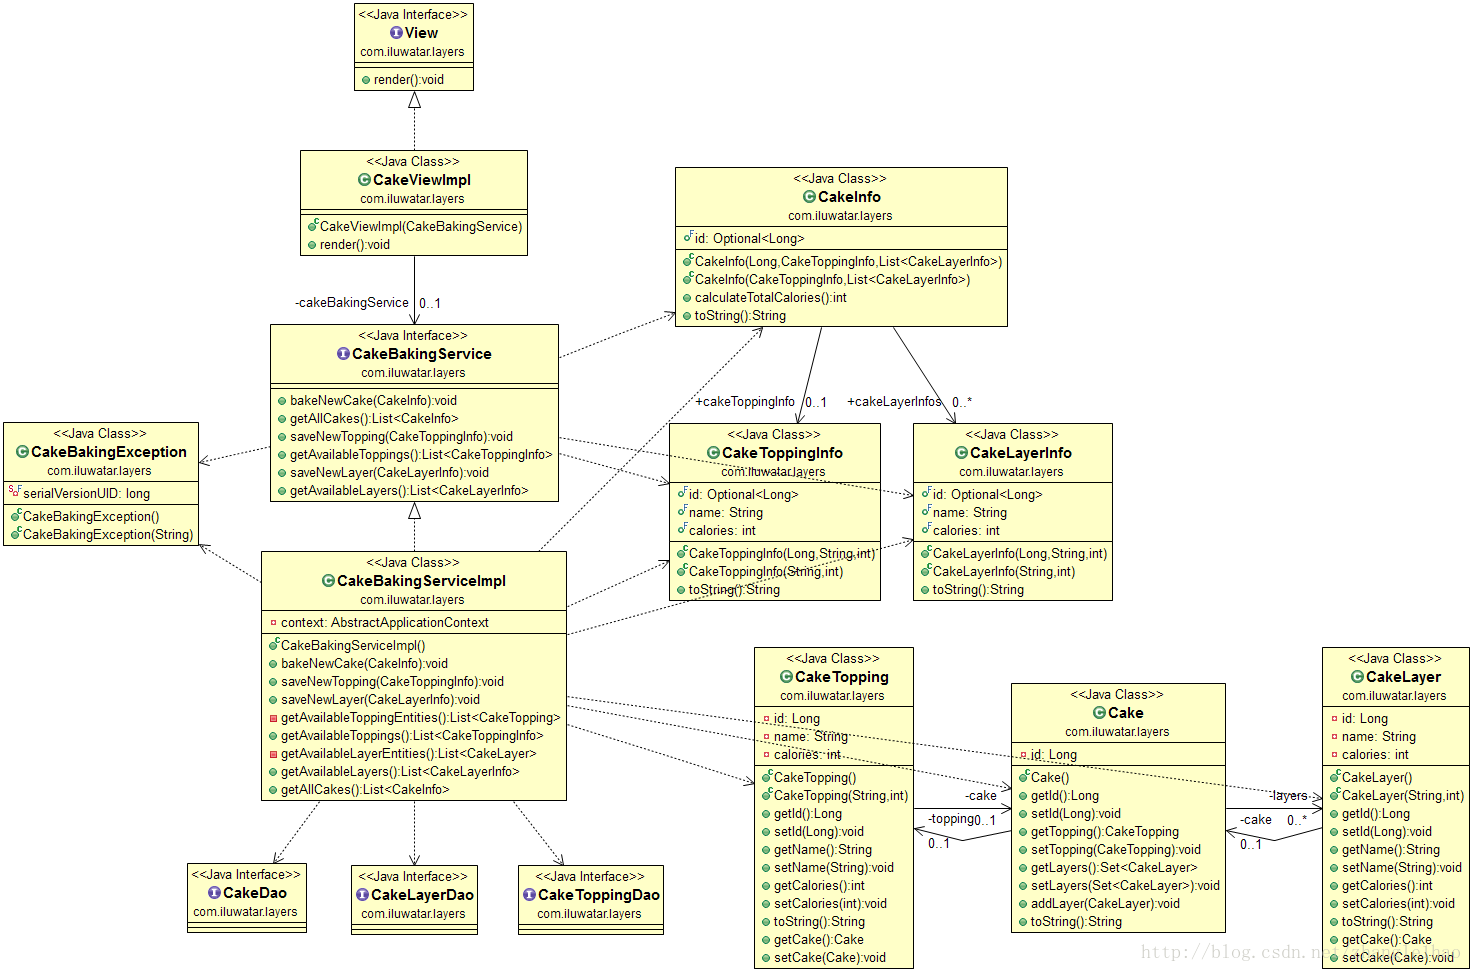 <<Java Interface>>
View
com.iluwatar.layers
render():void
<<Java Class>>
CakeViewImpl
com.iluwatar.layers
CakeViewImpl(CakeBakingService)
render():void
-cakeBakingService 0..1
<<Java Class>>
CakeInfo
com.iluwatar.layers
id: Optional<Long>
CakeInfo(Long,CakeToppingInfo,List<CakeLayerInfo>)
CakeInfo(CakeToppingInfo,List<CakeLayerInfo>)
calculateTotalCalories():int
toString():String
+cakeToppingInfo 0..1
+cakeLayerInfos 0..*
<<Java Interface>>
CakeBakingService
com.iluwatar.layers
bakeNewCake(CakeInfo):void
getAllCakes():List<CakeInfo>
saveNewTopping(CakeToppingInfo):void
getAvailableToppings():List<CakeToppingInfo>
saveNewLayer(CakeLayerInfo):void
getAvailableLayers():List<CakeLayerInfo>
<<Java Class>>
CakeBakingException
com.iluwatar.layers
serialVersionUID: long
CakeBakingException()
CakeBakingException(String)
<<Java Class>>
CakeToppingInfo
com.iluwatar.layers
id: Optional<Long>
name: String
calories: int
CakeToppingInfo(Long,String,int)
CakeToppingInfo(String,int)
toString():String
<<Java Class>>
CakeLayerInfo
com.iluwatar.layers
id: Optional<Long>
name: String
calories: int
CakeLayerInfo(Long,String,int)
CakeLayerInfo(String,int)
toString():String
<<Java Class>>
CakeBakingServiceImpl
com.iluwatar.layers
context: AbstractApplicationContext
CakeBakingServiceImpl()
bakeNewCake(CakeInfo):void
saveNewTopping(CakeToppingInfo):void
saveNewLayer(CakeLayerInfo):void
getAvailableToppingEntities():List<CakeTopping>
getAvailableToppings():List<CakeToppingInfo>
getAvailableLayerEntities():List<CakeLayer>
getAvailableLayers():List<CakeLayerInfo>
getAllCakes():List<CakeInfo>
<<Java Class>>
CakeTopping
com.iluwatar.layers
id: Long
name: String
calories: int
CakeTopping()
CakeTopping(String,int)
getId():Long
setId(Long):void
getName():String
setName(String):void
getCalories():int
setCalories(int):void
toString():String
getCake():Cake
setCake(Cake):void
-cake
0..1
-topping
0..1
<<Java Class>>
Cake
com.iluwatar.layers
id: Long
Cake()
getId():Long
setId(Long):void
getTopping():CakeTopping
setTopping(CakeTopping):void
getLayers():Set<CakeLayer>
setLayers(Set<CakeLayer>):void
addLayer(CakeLayer):void
toString():String
-layers
0..*
-cake
0..1
<<Java Class>>
CakeLayer
com.iluwatar.layers
id: Long
name: String
calories: int
CakeLayer()
CakeLayer(String,int)
getId():Long
setId(Long):void
getName():String
setName(String):void
getCalories():int
setCalories(int):void
toString():String
getCake():Cake
setCake(Cake):void
<<Java Interface>>
CakeDao
com.iluwatar.layers
<<Java Interface>>
CakeLayerDao
com.iluwatar.layers
<<Java Interface>>
CakeToppingDao
com.iluwatar.layers